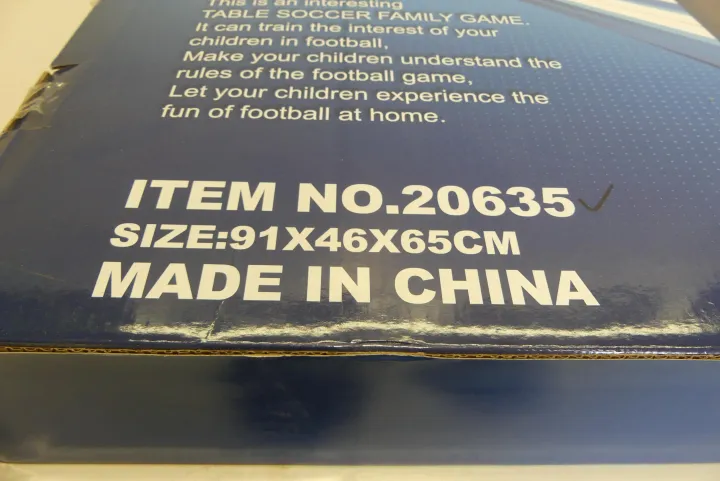 This is an interesting
TABLE SOCCER FAMILY GAME.
It can train the interest of your
children in football,
Make your children understand the
rules of the football game,
Let your children experience the
fun of football at home.
ITEM NO.20635
SIZE:91X46X65CM
MADE IN CHINA